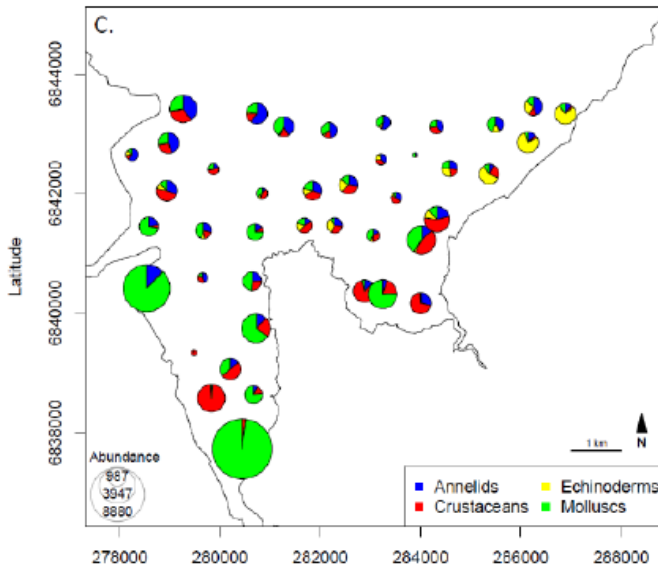 C.
6844000
6842000
6840000
6838000
Latitude
Abundance
987
3947
8880
1 km
N
Annelids
Echinoderms
Crustaceans
Molluscs
278000 280000 282000 284000 286000 288000